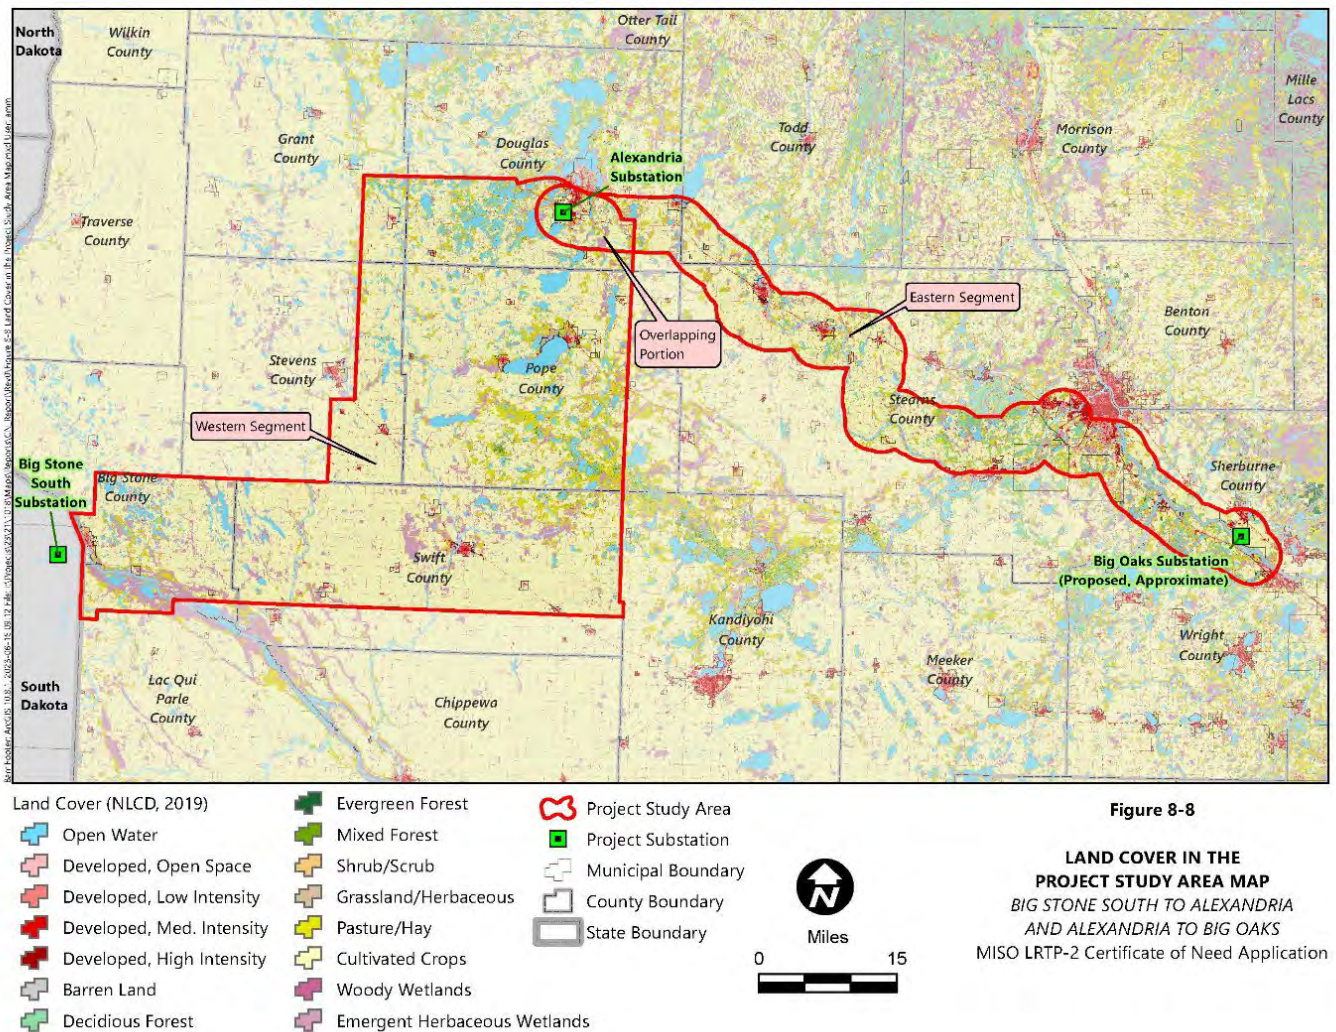 North
Dakota
Wilkin
County
Otter Tail
County
Mille
Lacs
County
Grant
County
Douglas
County
Todd
County
Morrison
County
Alexandria
Substation
Traverse
County
Eastern Segment
Benton
County
Overlapping
Portion
Stevens
County
Pope
County
Stearns
County
Western Segment
Big Stone
South
Substation
Big Stone
County
Sherburne
County
Swift
County
Big Oaks Substation
(Proposed, Approximate)
Kandiyohi
County
Wright
County
Meeker
County
South
Dakota
Lac Qui
Parle
County
Chippewa
County
Land Cover (NLCD, 2019)
Open Water
Developed, Open Space
Developed, Low Intensity
Developed, Med. Intensity
Developed, High Intensity
Barren Land
Decidious Forest
Evergreen Forest
Mixed Forest
Shrub/Scrub
Grassland/Herbaceous
Pasture/Hay
Cultivated Crops
Woody Wetlands
Emergent Herbaceous Wetlands
Project Study Area
Project Substation
Municipal Boundary
County Boundary
State Boundary
N
Miles
0 15
Figure 8-8
LAND COVER IN THE
PROJECT STUDY AREA MAP
BIG STONE SOUTH TO ALEXANDRIA
AND ALEXANDRIA TO BIG OAKS
MISO LRTP-2 Certificate of Need Application